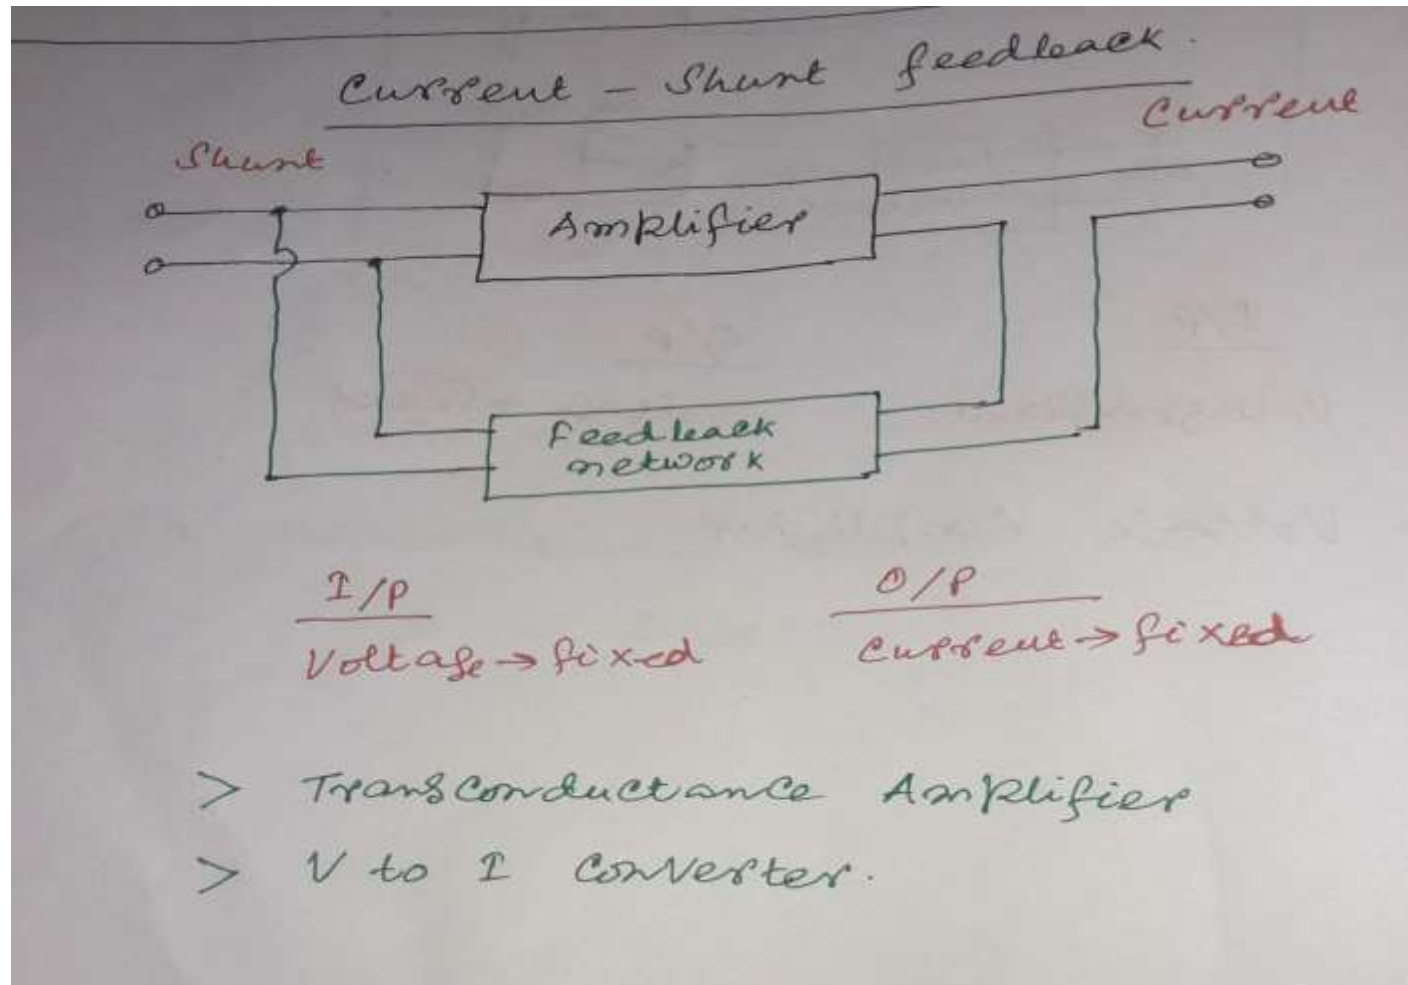 Current - Shunt feedback.
Shunt
Current
Amplifier
Feedback
network
I/P
O/P
Voltage → fixed
Current → fixed
> Transconductance Amplifier
> V to I Converter.